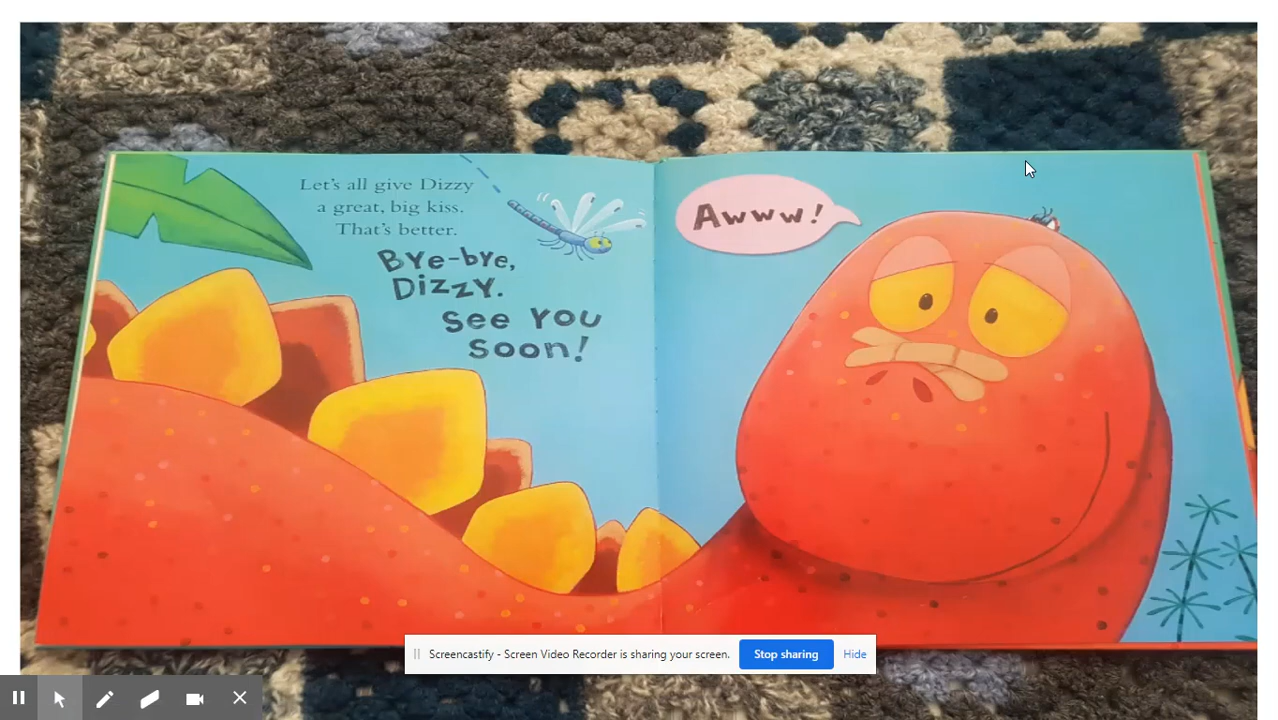 Let's all give Dizzy
a great, big kiss.
That's better.
Bye-bye,
Dizzy.
See you
soon!
Awww!
Screencastify - Screen Video Recorder is sharing your screen.
Stop sharing
Hide